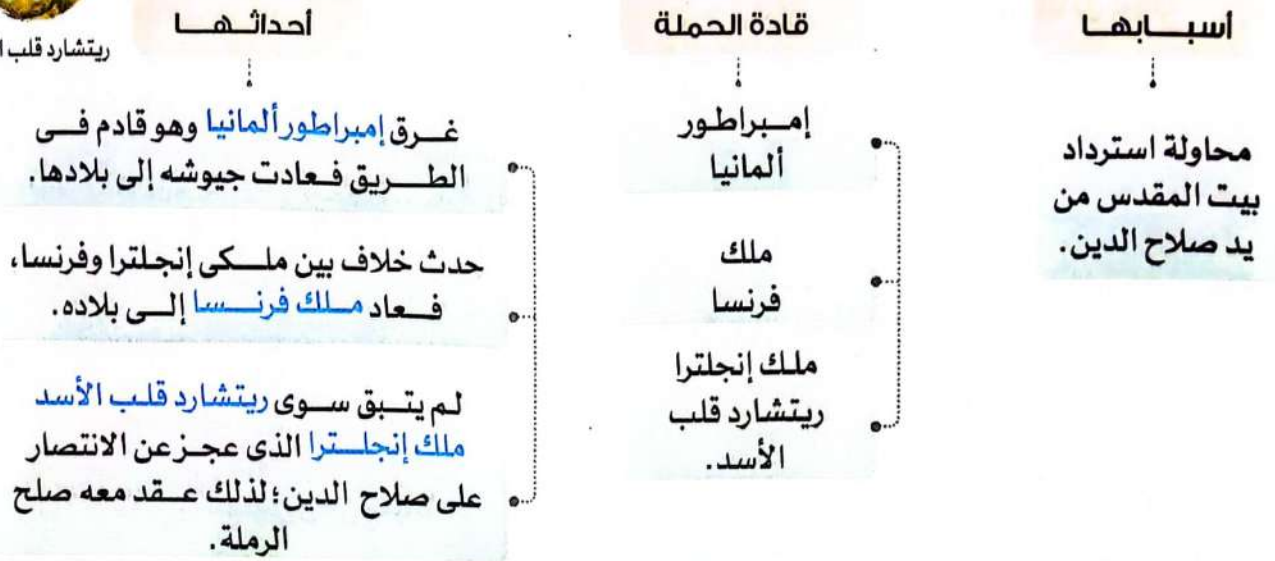 أسبابها
محاولة استرداد
بيت المقدس من
يد صلاح الدين.
قادة الحملة
إمبراطور
ألمانيا
ملك
فرنسا
ملك إنجلترا
ريتشارد قلب
الأسد.
أحداثها
ريتشارد قلب
غرق إمبراطور ألمانيا وهو قادم فى
الطريق فعادت جيوشه إلى بلادها.
حدث خلاف بين ملكى إنجلترا وفرنسا،
فعاد ملك فرنسا إلى بلاده.
لم يتبق سوى ريتشارد قلب الأسد
ملك إنجلترا الذى عجز عن الانتصار
على صلاح الدين؛ لذلك عقد معه صلح
الرملة.